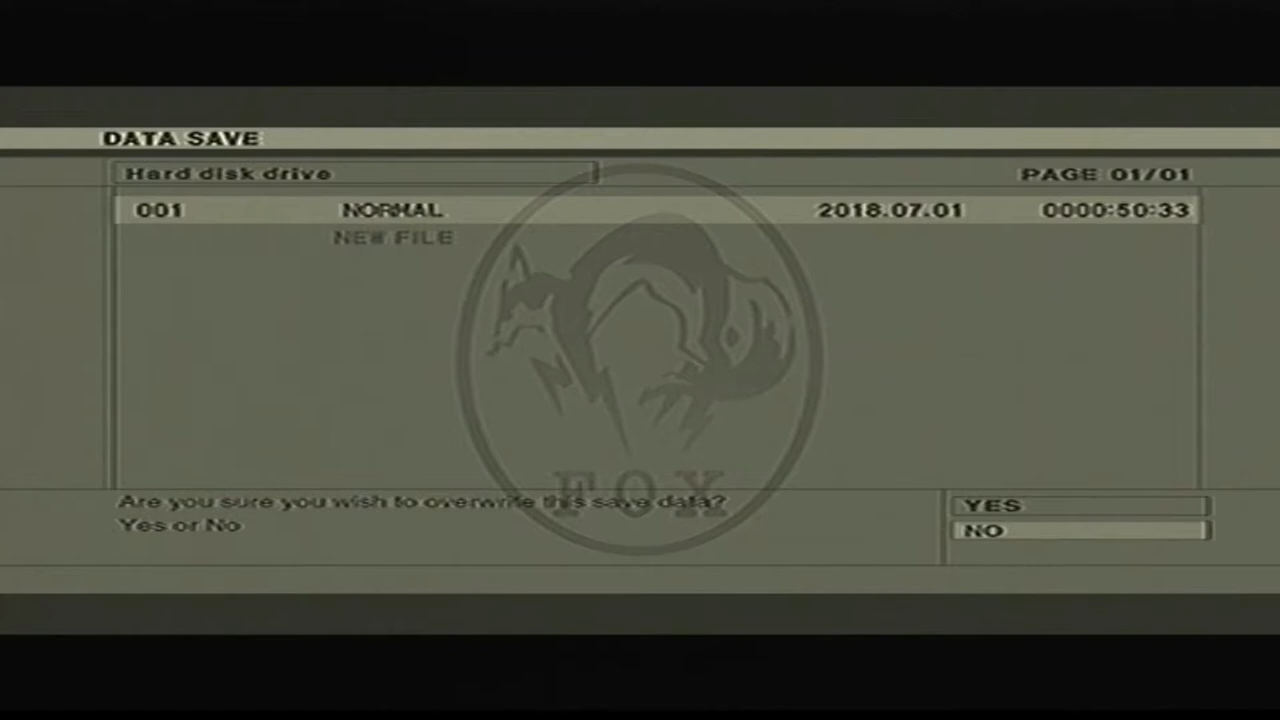 DATA SAVE
Hard disk drive
PAGE 01/01
001 NORMAL 2018.07.01 0000:50:33
NEW FILE
FOX
Are you sure you wish to overwrite this save data?
Yes or No
YES
NO